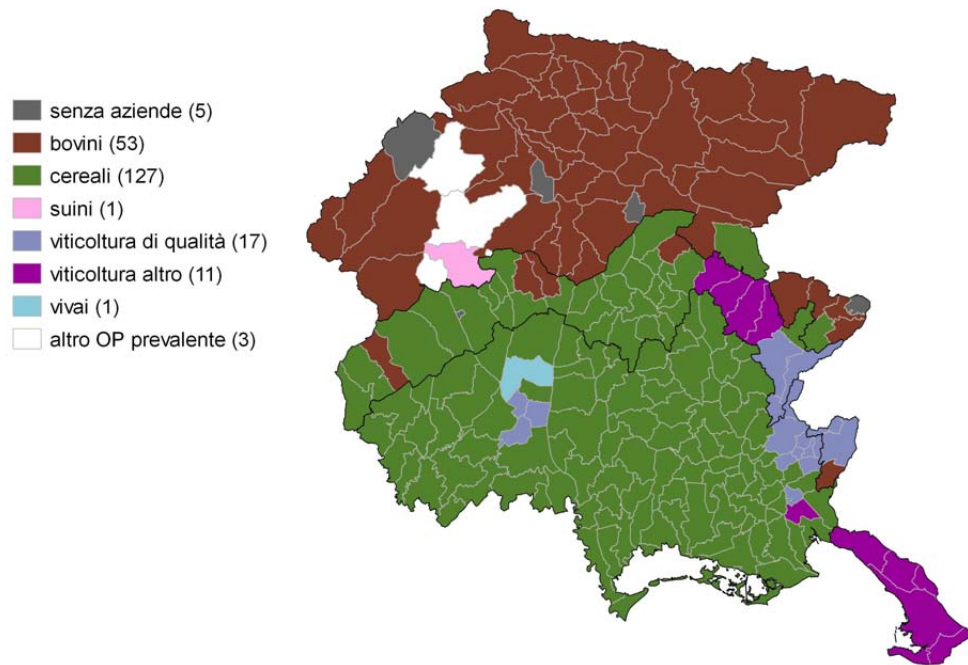 senza aziende (5)
bovini (53)
cereali (127)
suini (1)
viticoltura di qualità (17)
viticoltura altro (11)
vivai (1)
altro OP prevalente (3)